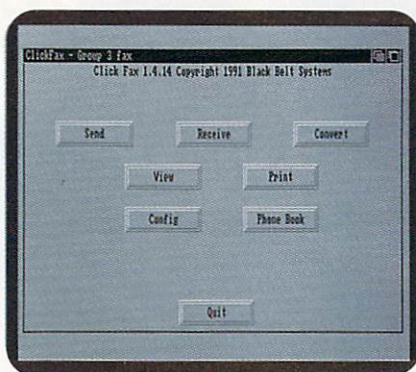 ClickFax - Group 3 fax
Click Fax 1.4.14 Copyright 1991 Black Belt Systems
Send Receive Convert
View Print
Config Phone Book
Quit